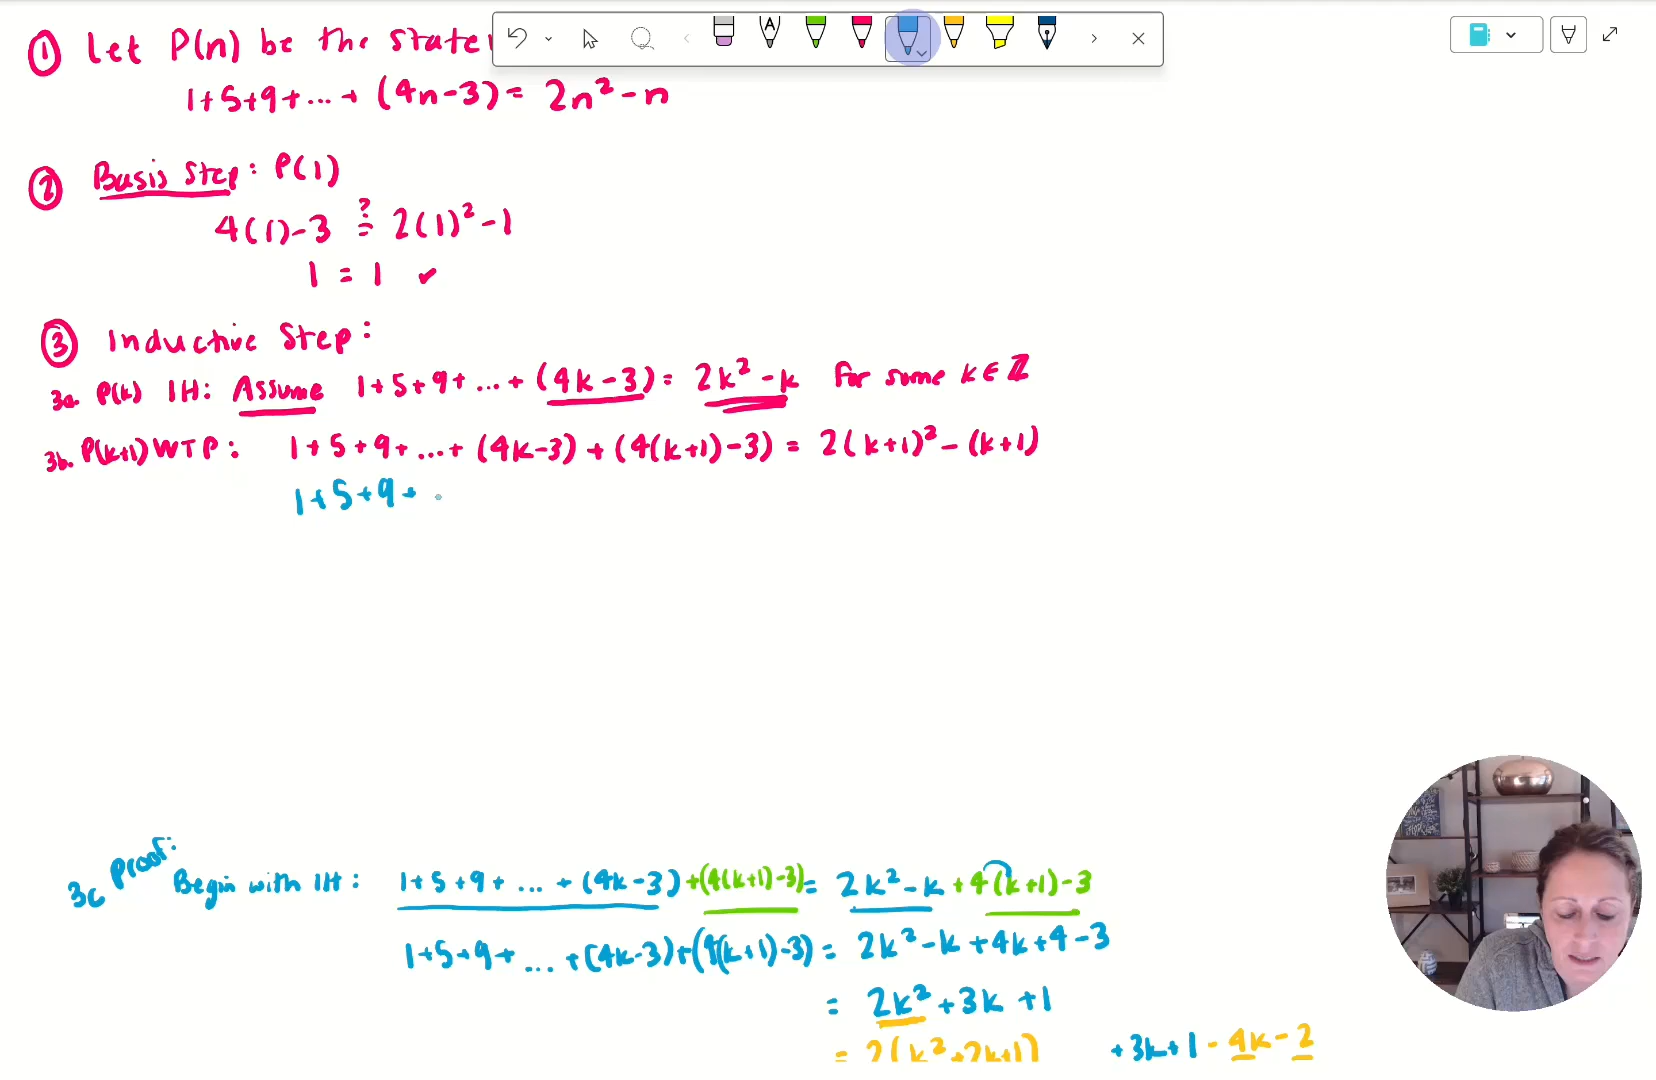 ① Let P(n) be the state
1+5+9+...+ (4n-3) = 2n² - n
② Basis Step: P(1)
4(1)-3 ≟ 2(1)² - 1
1 = 1 ✓
③ Inductive Step:
3a. P(k) IH: Assume 1+5+9+ ...+ (4k-3) = 2k² - k for some k ∈ ℤ
3b. P(k+1) WTP: 1+5+9+ ...+ (4k-3) + (4(k+1)-3) = 2(k+1)² - (k+1)
1+5+9+ .
3c Proof:
Begin with IH: 1+5+9+ ... + (4k-3) +(4(k+1)-3) = 2k² - k + 4(k+1)-3
1+5+9+ ... +(4k-3)+(4(k+1)-3) = 2k² - k + 4k + 4 - 3
= 2k² + 3k + 1
= 2(k²+2k+1) +3k+1 - 4k - 2